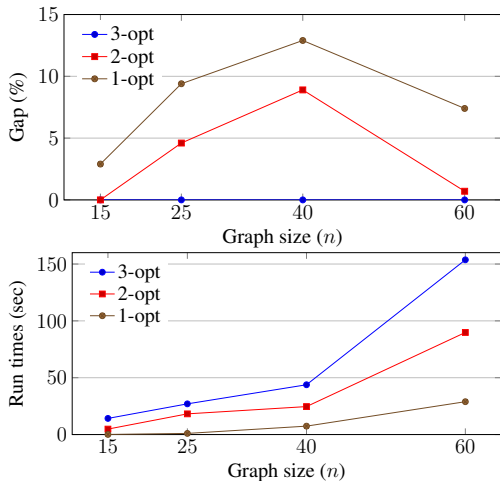 15
10
5
0
Gap (%)
3-opt
2-opt
1-opt
15 25 40 60
Graph size (n)
150
100
50
0
Run times (sec)
3-opt
2-opt
1-opt
15 25 40 60
Graph size (n)